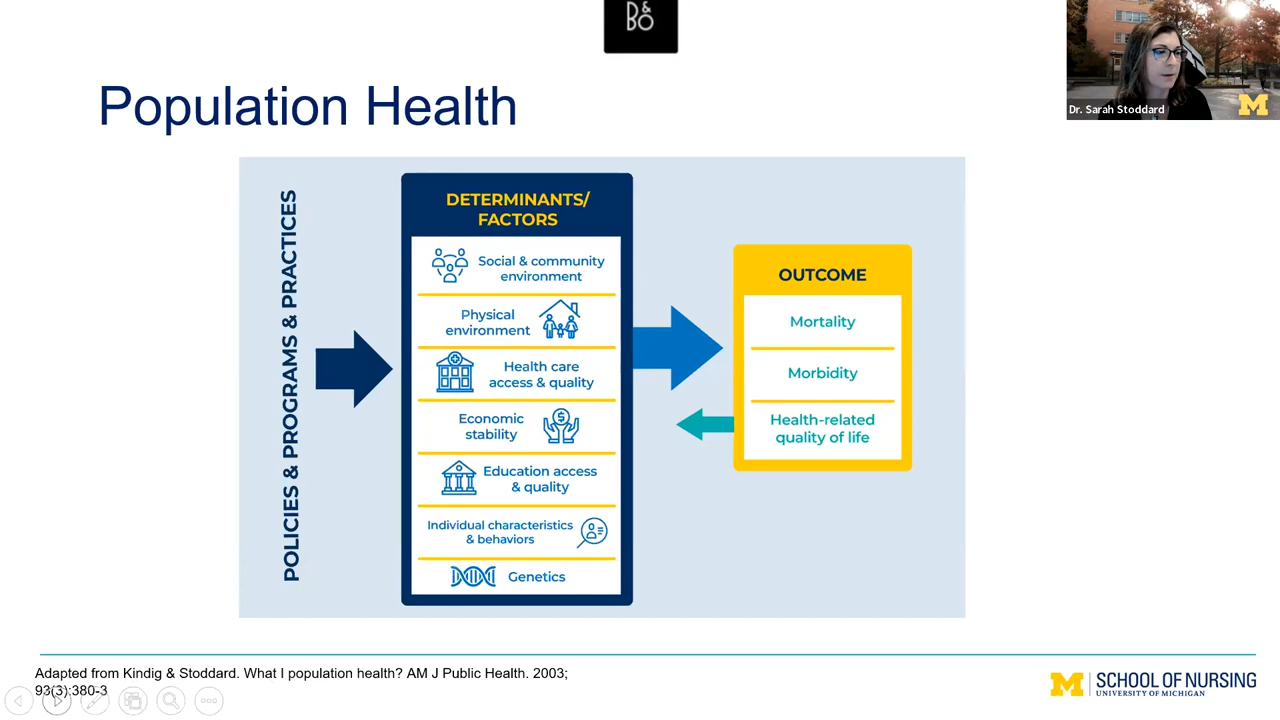 D&
BO
Dr. Sarah Stoddard
M
Population Health
POLICIES & PROGRAMS & PRACTICES
DETERMINANTS/
FACTORS
Social & community
environment
Physical
environment
Health care
access & quality
Economic
stability
Education access
& quality
Individual characteristics
& behaviors
Genetics
OUTCOME
Mortality
Morbidity
Health-related
quality of life
Adapted from Kindig & Stoddard. What I population health? AM J Public Health. 2003;
93(3):380-3
M SCHOOL OF NURSING
UNIVERSITY OF MICHIGAN